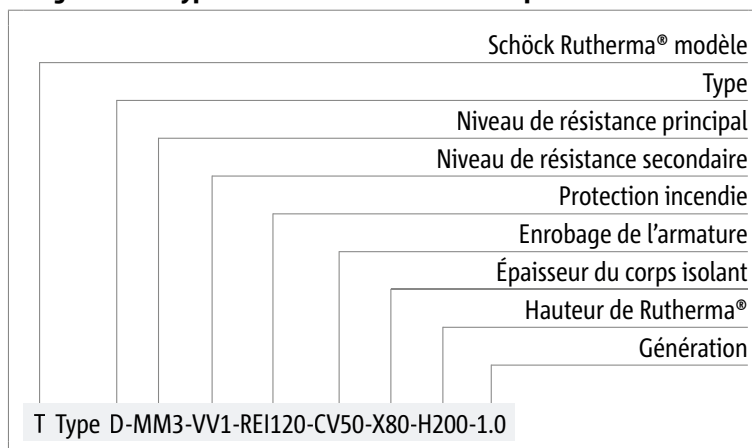 Schöck Rutherma® modèle
Type
Niveau de résistance principal
Niveau de résistance secondaire
Protection incendie
Enrobage de l’armature
Épaisseur du corps isolant
Hauteur de Rutherma®
Génération
T Type D-MM3-VV1-REI120-CV50-X80-H200-1.0